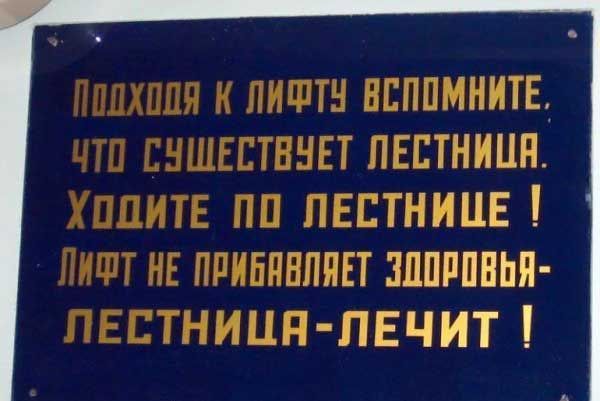 Подходя к лифту вспомните,
что существует лестница.
Ходите по лестнице !
Лифт не прибавляет здоровья-
лестница-лечит !